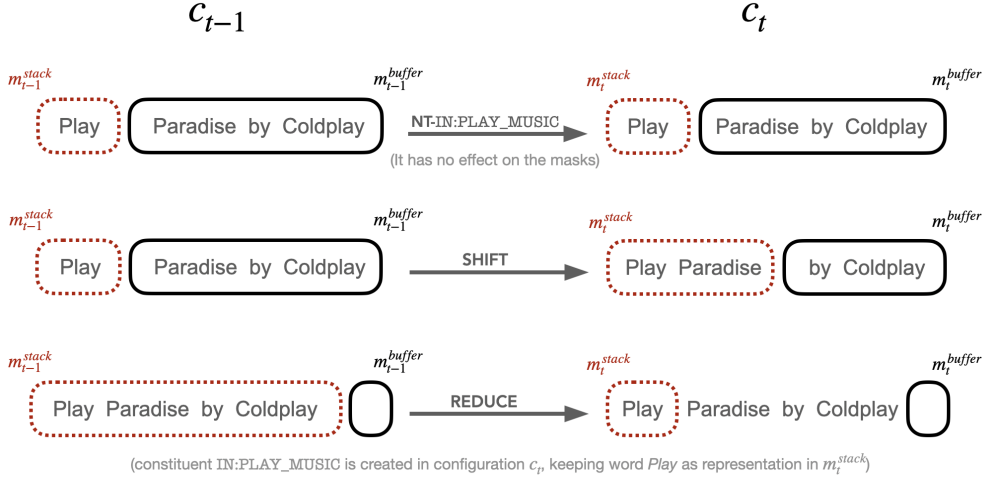 c_{t-1} c_t
m_{t-1}^{stack} m_{t-1}^{buffer} m_t^{stack} m_t^{buffer}
Play Paradise by Coldplay NT-IN:PLAY_MUSIC Play Paradise by Coldplay
(It has no effect on the masks)
m_{t-1}^{stack} m_{t-1}^{buffer} m_t^{stack} m_t^{buffer}
Play Paradise by Coldplay SHIFT Play Paradise by Coldplay
m_{t-1}^{stack} m_{t-1}^{buffer} m_t^{stack} m_t^{buffer}
Play Paradise by Coldplay REDUCE Play Paradise by Coldplay
(constituent IN:PLAY_MUSIC is created in configuration c_t, keeping word Play as representation in m_t^{stack})